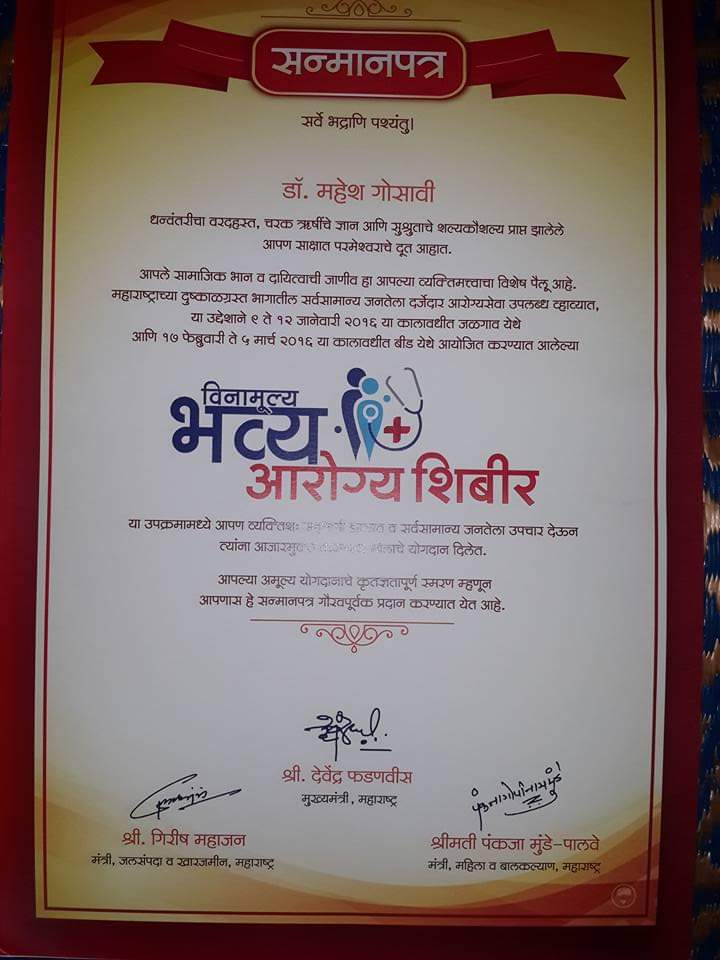 सन्मानपत्र
सर्वे भद्राणि पश्यंतु।
डॉ. महेश गोसावी
धन्वंतरीचा वरदहस्त, चरक ऋषींचे ज्ञान आणि सुश्रुताचे शल्यकौशल्य प्राप्त झालेले
आपण साक्षात परमेश्वराचे दूत आहात.
आपले सामाजिक भान व दायित्वाची जाणीव हा आपल्या व्यक्तिमत्त्वाचा विशेष पैलू आहे.
महाराष्ट्राच्या दुष्काळग्रस्त भागातील सर्वसामान्य जनतेला दर्जेदार आरोग्यसेवा उपलब्ध व्हाव्यात,
या उद्देशाने ९ ते १२ जानेवारी २०१६ या कालावधीत जळगाव येथे
आणि १७ फेब्रुवारी ते ५ मार्च २०१६ या कालावधीत बीड येथे आयोजित करण्यात आलेल्या
विनामूल्य
भव्य
आरोग्य शिबीर
या उपक्रमामध्ये आपण व्यक्तिशः व सर्वसामान्य जनतेला उपचार देऊन
त्यांना योगदान दिलेत.
आपल्या अमूल्य योगदानाचे कृतज्ञतापूर्ण स्मरण म्हणून
आपणास हे सन्मानपत्र गौरवपूर्वक प्रदान करण्यात येत आहे.
श्री. देवेंद्र फडणवीस
मुख्यमंत्री, महाराष्ट्र
श्री. गिरीष महाजन
मंत्री, जलसंपदा व खारजमीन, महाराष्ट्र
पंकजा गोपीनाथ मुंडे
श्रीमती पंकजा मुंडे-पालवे
मंत्री, महिला व बालकल्याण, महाराष्ट्र